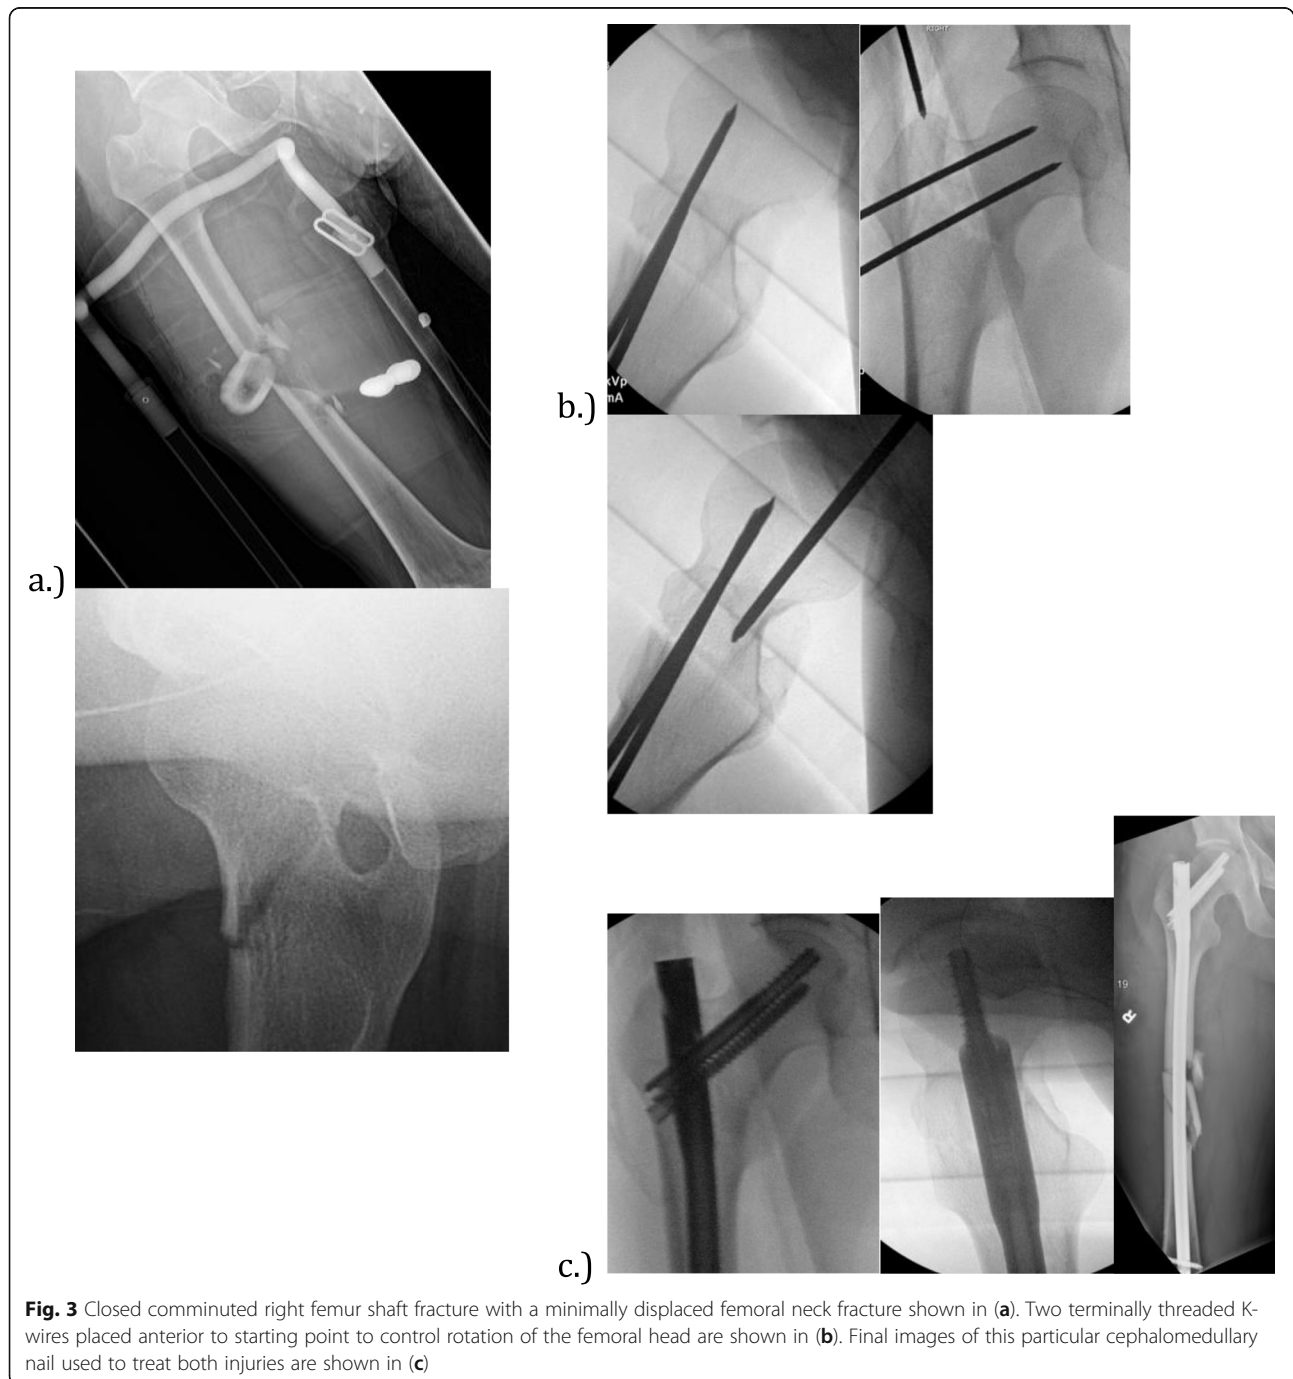 RIGHT
kVp
mA
b.)
a.)
19
R
c.)
Fig. 3 Closed comminuted right femur shaft fracture with a minimally displaced femoral neck fracture shown in (a). Two terminally threaded K-
wires placed anterior to starting point to control rotation of the femoral head are shown in (b). Final images of this particular cephalomedullary
nail used to treat both injuries are shown in (c)